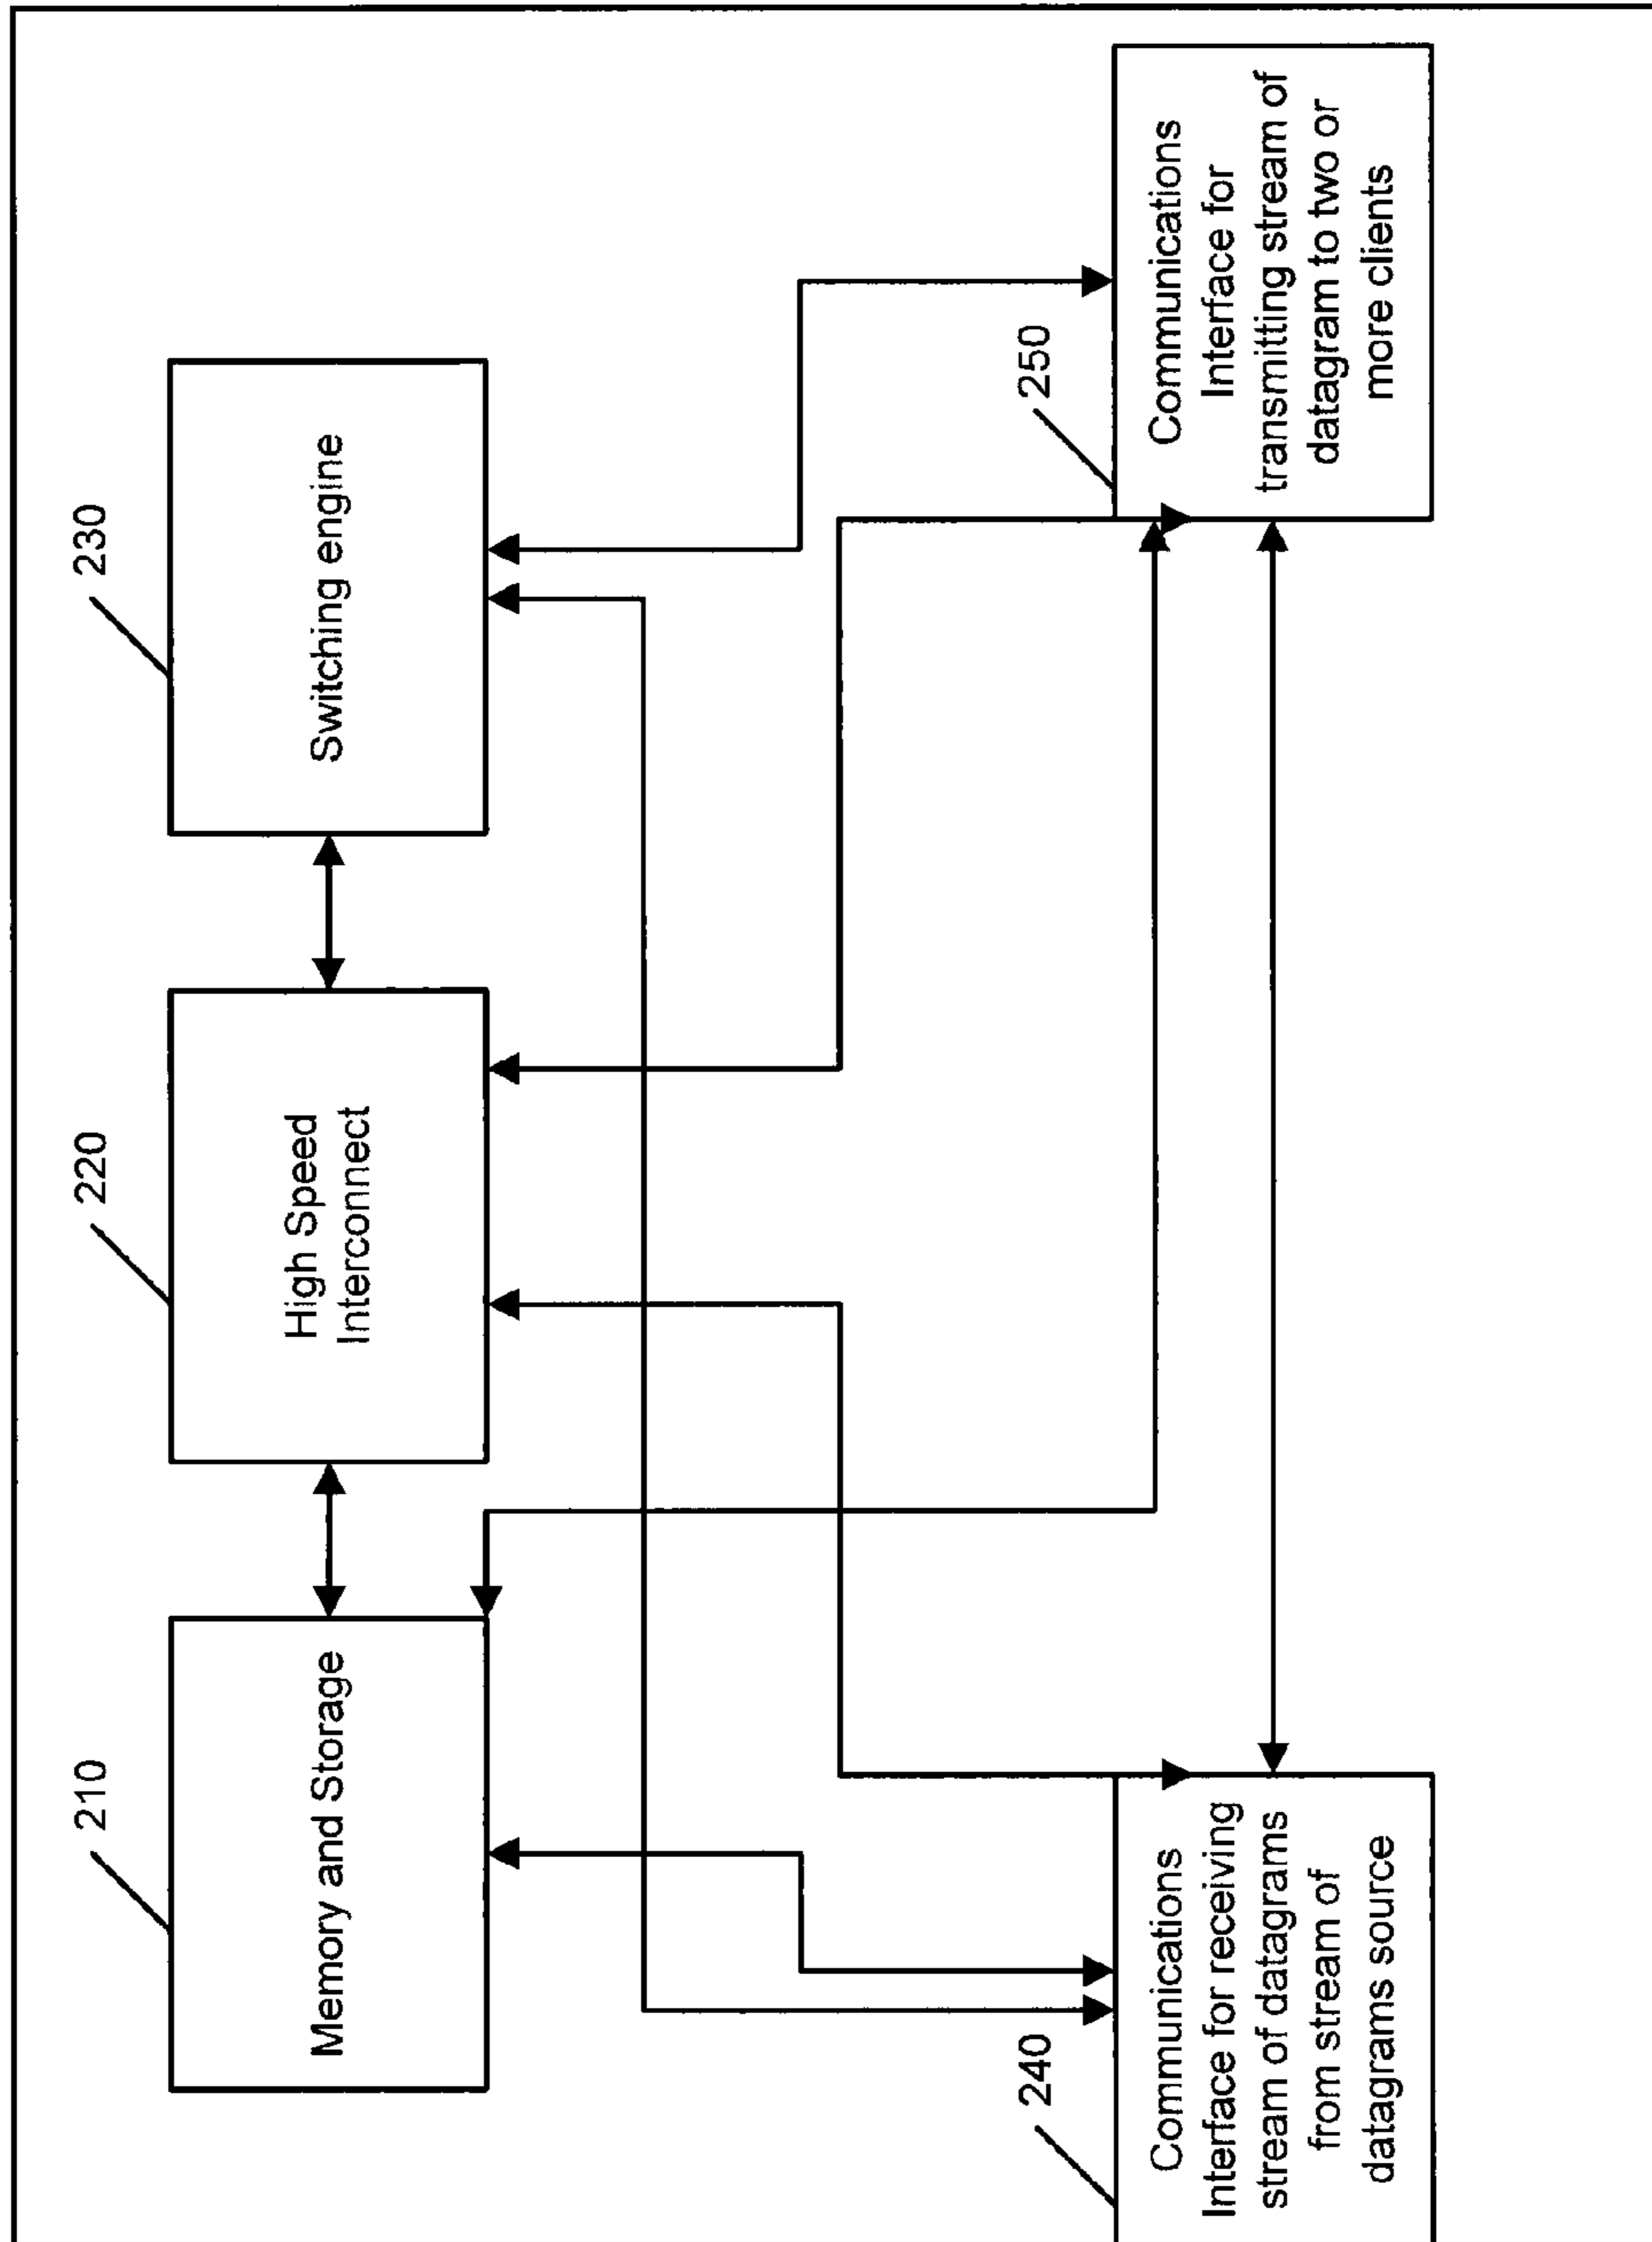 210
Memory and Storage
220
High Speed
Interconnect
230
Switching engine
240
Communications
Interface for receiving
stream of datagrams
from stream of
datagrams source
250
Communications
Interface for
transmitting stream of
datagram to two or
more clients